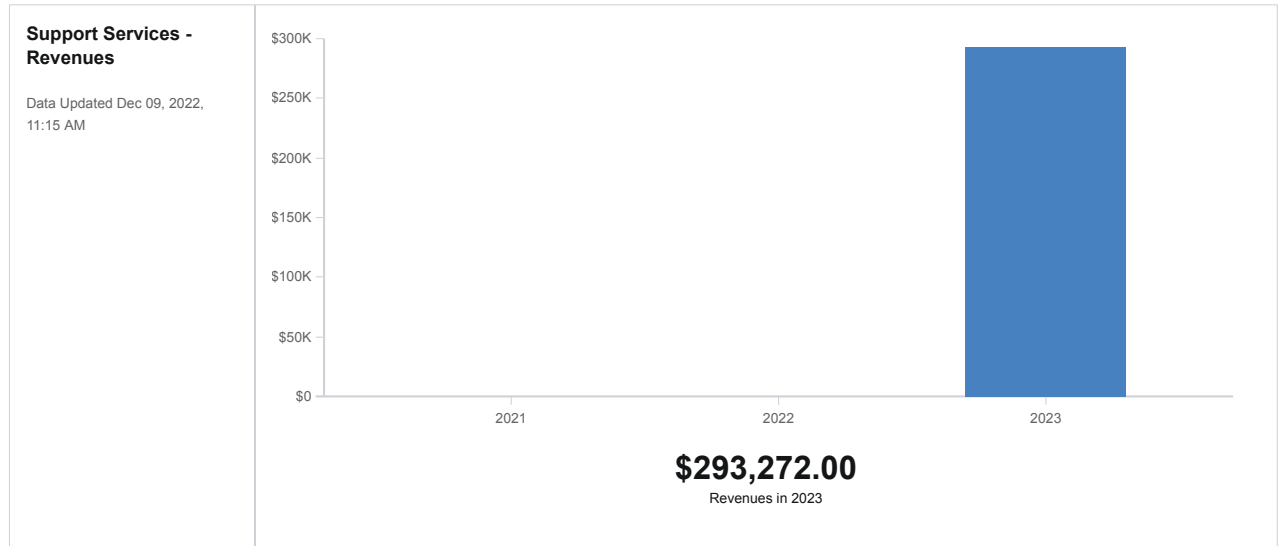 Support Services -
Revenues
Data Updated Dec 09, 2022,
11:15 AM
$300K
$250K
$200K
$150K
$100K
$50K
$0
2021
2022
2023
$293,272.00
Revenues in 2023